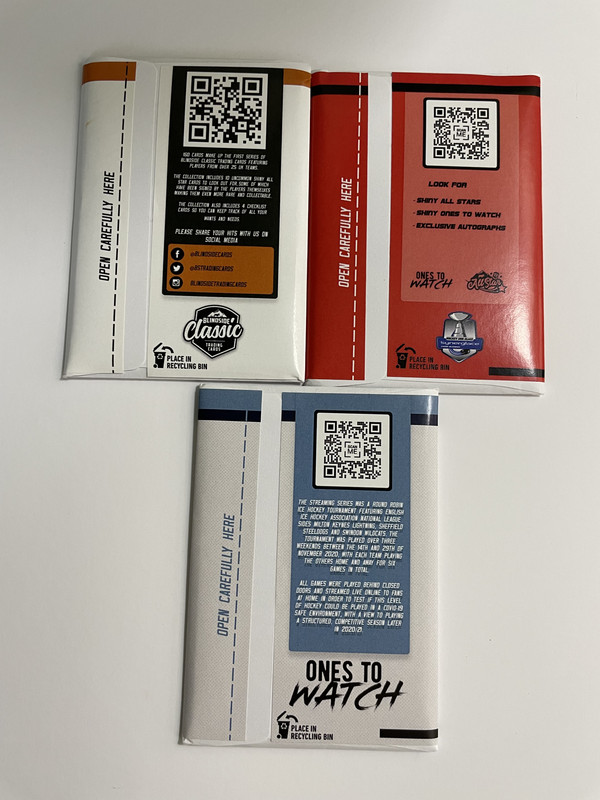 OPEN CAREFULLY HERE
160 CARDS MAKE UP THE FIRST SERIES OF
BLINDSIDE CLASSIC TRADING CARDS FEATURING
PLAYERS FROM OVER 25 UK TEAMS
THE COLLECTION INCLUDES 10 UNCOMMON SHINY ALL
STAR CARDS TO LOOK OUT FOR SOME OF WHICH
HAVE BEEN SIGNED BY THE PLAYERS THEMSELVES
MAKING THEM EVEN MORE RARE AND COLLECTIBLE.
THE COLLECTION ALSO INCLUDES 4 CHECKLIST
CARDS SO YOU CAN KEEP TRACK OF ALL YOUR
WANTS AND NEEDS
PLEASE SHARE YOUR HITS WITH US ON
SOCIAL MEDIA
@BLINDSIDECARDS
@BSTRADINGCARDS
BLINDSIDETRADINGCARDS
BLINDSIDE
Classic
TRADING
CARDS
PLACE IN
RECYCLING BIN
OPEN CAREFULLY HERE
SCAN
ME
LOOK FOR
· SHINY ALL STARS
· SHINY ONES TO WATCH
· EXCLUSIVE AUTOGRAPHS
ONES TO
WATCH
All Star
Synerglace
PLACE IN
RECYCLING BIN
OPEN CAREFULLY HERE
SCAN
ME
THE STREAMING SERIES WAS A ROUND ROBIN
ICE HOCKEY TOURNAMENT FEATURING ENGLISH
ICE HOCKEY ASSOCIATION NATIONAL LEAGUE
SIDES MILTON KEYNES LIGHTNING, SHEFFIELD
STEELDOGS AND SWINDON WILDCATS. THE
TOURNAMENT WAS PLAYED OVER THREE
WEEKENDS BETWEEN THE 14TH AND 29TH OF
NOVEMBER 2020, WITH EACH TEAM PLAYING
THE OTHERS HOME AND AWAY FOR SIX
GAMES IN TOTAL.
ALL GAMES WERE PLAYED BEHIND CLOSED
DOORS AND STREAMED LIVE ONLINE TO FANS
AT HOME IN ORDER TO TEST IF THIS LEVEL
OF HOCKEY COULD BE PLAYED IN A COVID-19
SAFE ENVIRONMENT, WITH A VIEW TO PLAYING
A STRUCTURED, COMPETITIVE SEASON LATER
IN 2020/21.
ONES TO
WATCH
PLACE IN
RECYCLING BIN